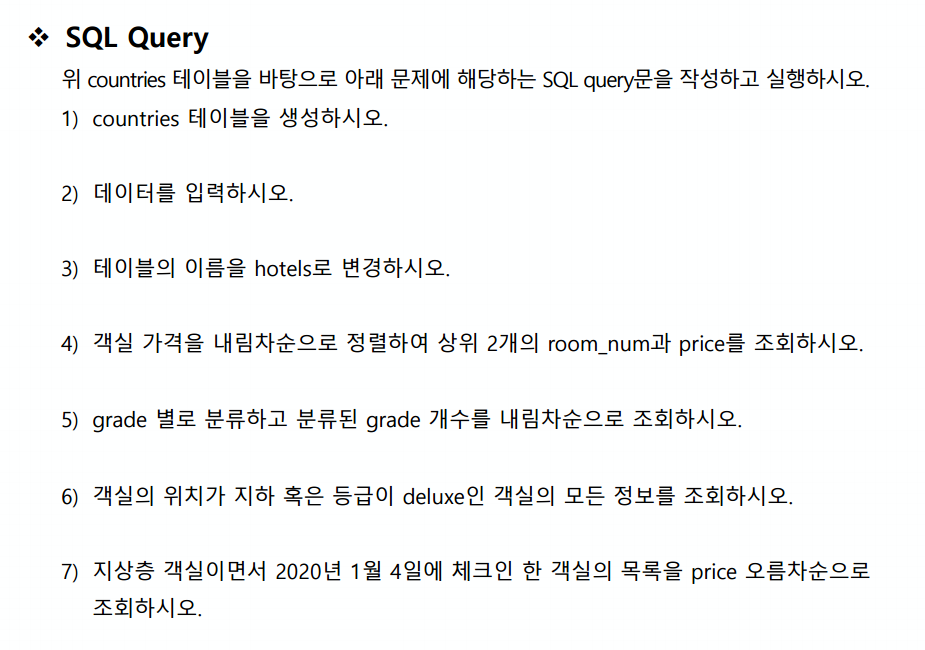 ❖ SQL Query
위 countries 테이블을 바탕으로 아래 문제에 해당하는 SQL query문을 작성하고 실행하시오.
1) countries 테이블을 생성하시오.
2) 데이터를 입력하시오.
3) 테이블의 이름을 hotels로 변경하시오.
4) 객실 가격을 내림차순으로 정렬하여 상위 2개의 room_num과 price를 조회하시오.
5) grade 별로 분류하고 분류된 grade 개수를 내림차순으로 조회하시오.
6) 객실의 위치가 지하 혹은 등급이 deluxe인 객실의 모든 정보를 조회하시오.
7) 지상층 객실이면서 2020년 1월 4일에 체크인 한 객실의 목록을 price 오름차순으로
조회하시오.